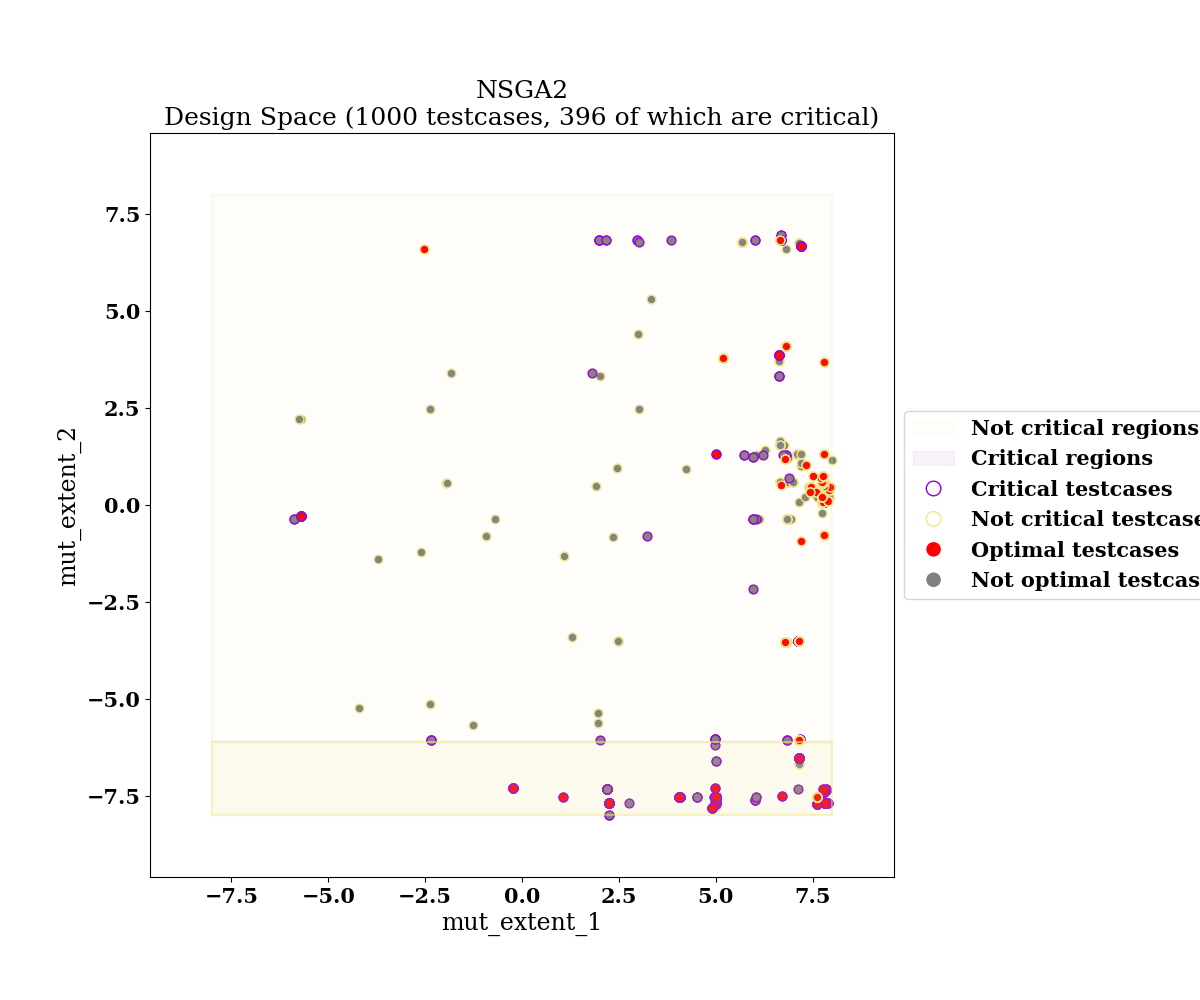 NSGA2
Design Space (1000 testcases, 396 of which are critical)
7.5
5.0
2.5
0.0
−2.5
−5.0
−7.5
mut_extent_2
−7.5
−5.0
−2.5
0.0
2.5
5.0
7.5
mut_extent_1
Not critical regions
Critical regions
Critical testcases
Not critical testcase
Optimal testcases
Not optimal testcas